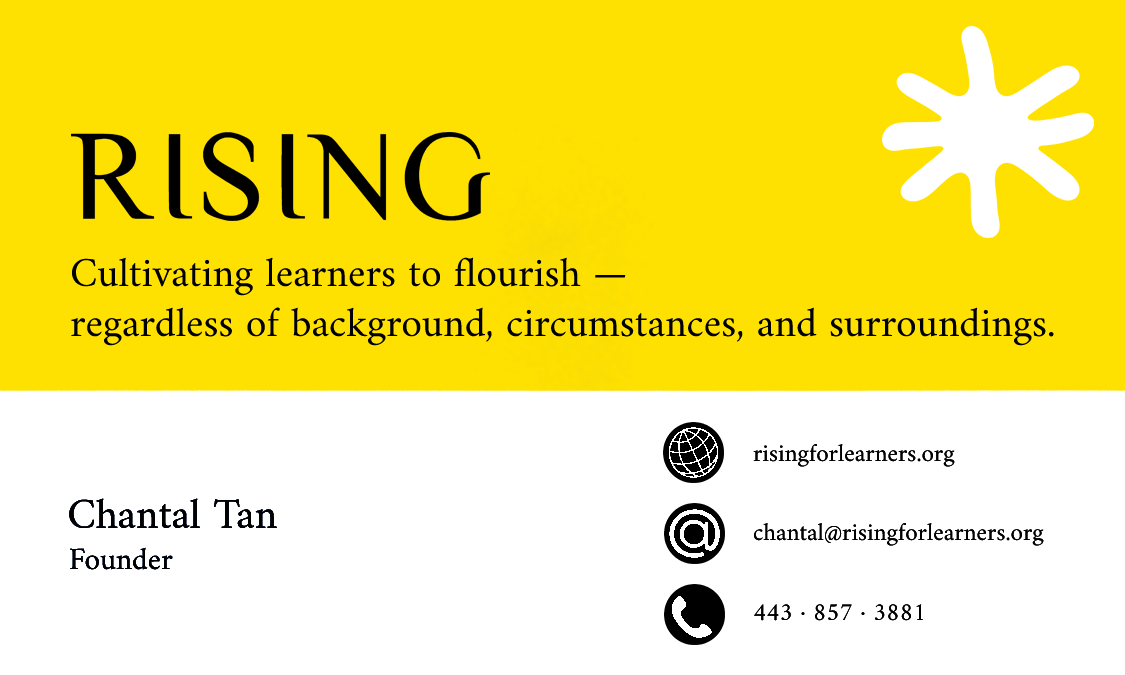 RISING
Cultivating learners to flourish —
regardless of background, circumstances, and surroundings.
Chantal Tan
Founder
risingforlearners.org
chantal@risingforlearners.org
443 · 857 · 3881